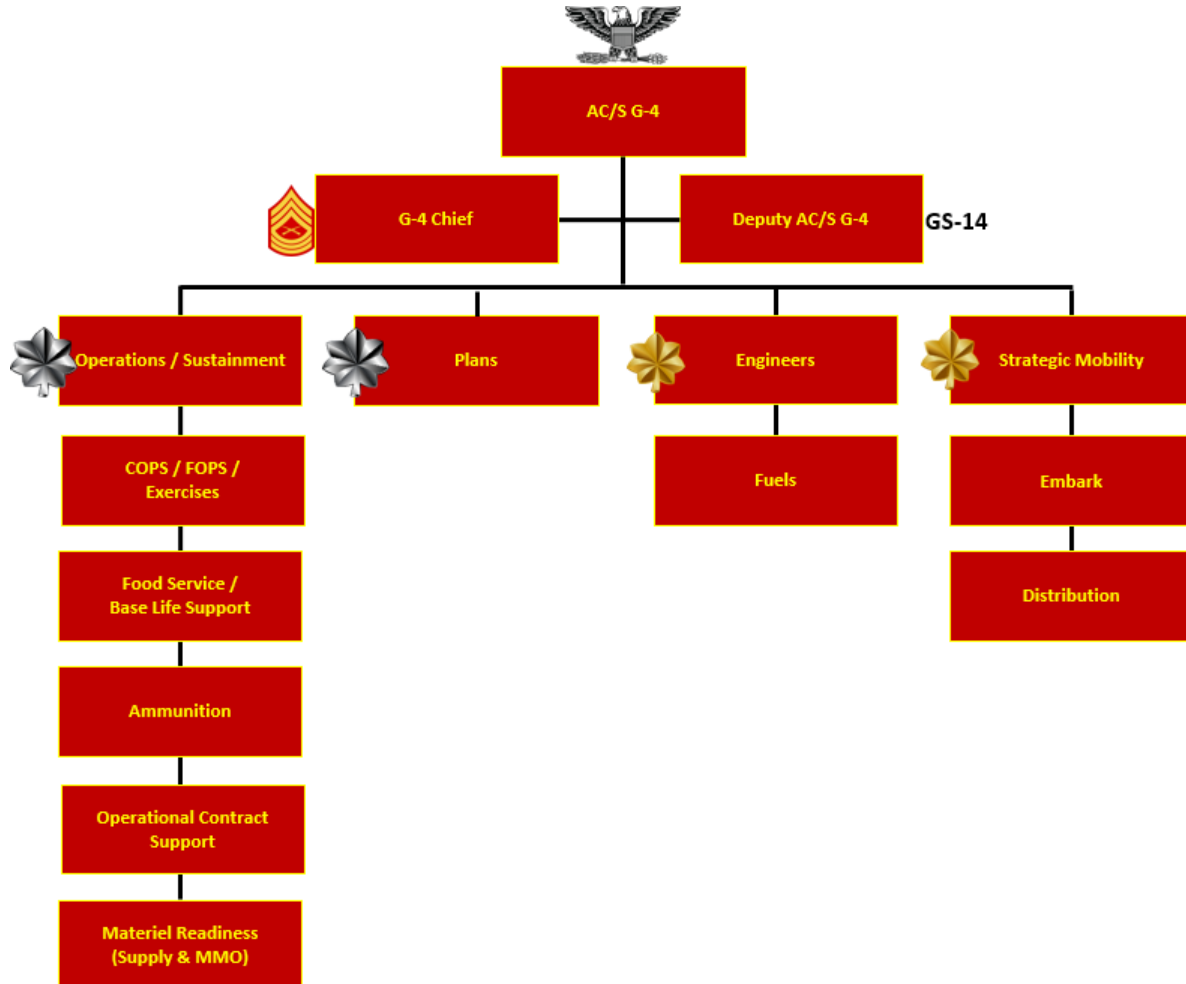 AC/S G-4
G-4 Chief
Deputy AC/S G-4
GS-14
Operations / Sustainment
Plans
Engineers
Strategic Mobility
COPS / FOPS /
Exercises
Fuels
Embark
Food Service /
Base Life Support
Distribution
Ammunition
Operational Contract
Support
Materiel Readiness
(Supply & MMO)